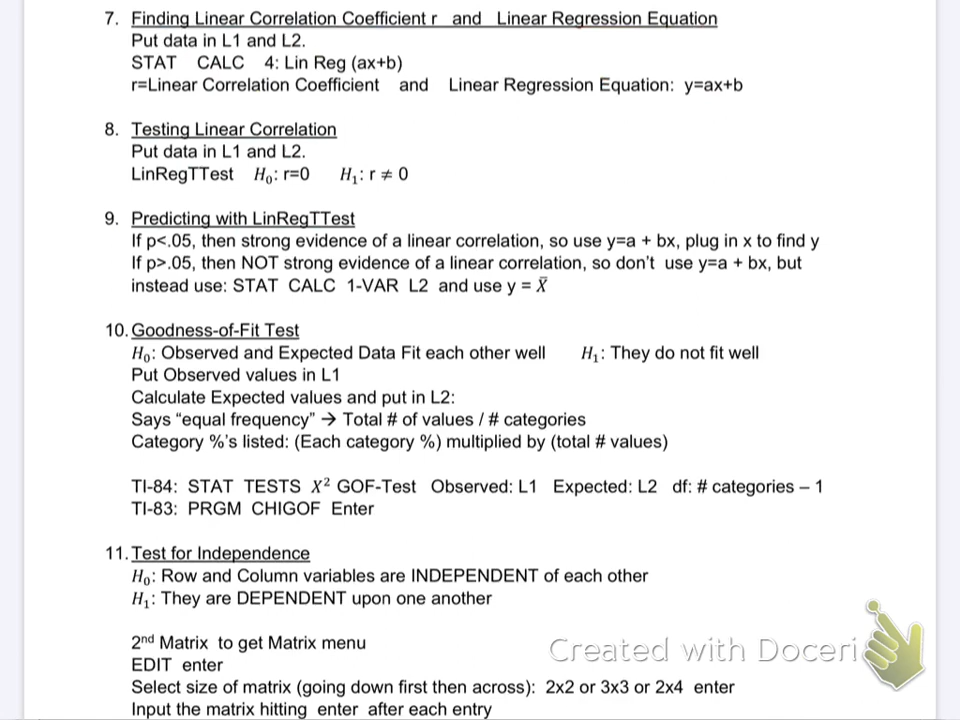 7. Finding Linear Correlation Coefficient r and Linear Regression Equation
Put data in L1 and L2.
STAT CALC 4: Lin Reg (ax+b)
r=Linear Correlation Coefficient and Linear Regression Equation: y=ax+b
8. Testing Linear Correlation
Put data in L1 and L2.
LinRegTTest H₀: r=0 H₁: r ≠ 0
9. Predicting with LinRegTTest
If p<.05, then strong evidence of a linear correlation, so use y=a + bx, plug in x to find y
If p>.05, then NOT strong evidence of a linear correlation, so don't use y=a + bx, but
instead use: STAT CALC 1-VAR L2 and use y = X̄
10. Goodness-of-Fit Test
H₀: Observed and Expected Data Fit each other well H₁: They do not fit well
Put Observed values in L1
Calculate Expected values and put in L2:
Says “equal frequency” → Total # of values / # categories
Category %'s listed: (Each category %) multiplied by (total # values)
TI-84: STAT TESTS X² GOF-Test Observed: L1 Expected: L2 df: # categories – 1
TI-83: PRGM CHIGOF Enter
11. Test for Independence
H₀: Row and Column variables are INDEPENDENT of each other
H₁: They are DEPENDENT upon one another
2nd Matrix to get Matrix menu
EDIT enter
Select size of matrix (going down first then across): 2x2 or 3x3 or 2x4 enter
Input the matrix hitting enter after each entry
Created with Doceri